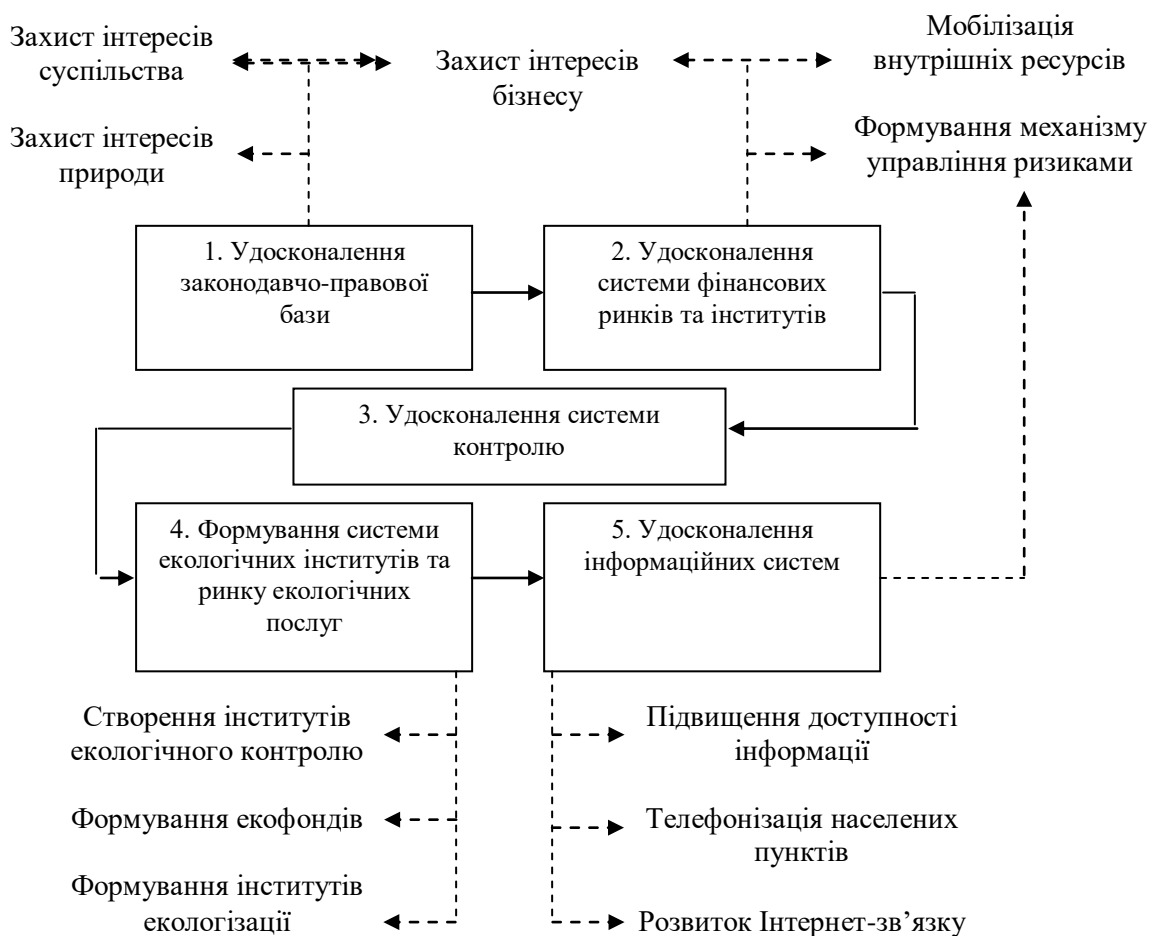 Захист інтересів
суспільства
Захист інтересів
бізнесу
Мобілізація
внутрішніх ресурсів
Захист інтересів
природи
Формування механізму
управління ризиками
1. Удосконалення
законодавчо-правової
бази
2. Удосконалення
системи фінансових
ринків та інститутів
3. Удосконалення системи
контролю
4. Формування системи
екологічних інститутів та
ринку екологічних
послуг
5. Удосконалення
інформаційних систем
Створення інститутів
екологічного контролю
Підвищення доступності
інформації
Формування екофондів
Телефонізація населених
пунктів
Формування інститутів
екологізації
Розвиток Інтернет-зв’язку